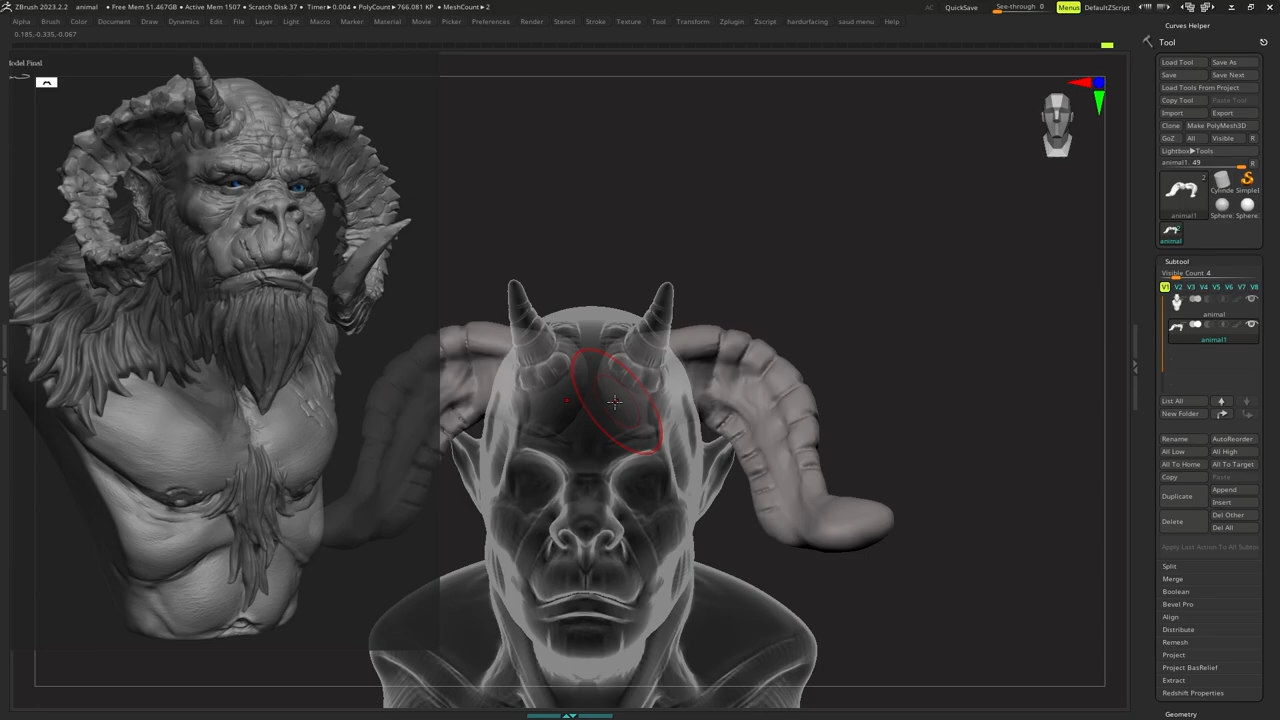 ZBrush 2023.2.2 animal • Free Mem 51.467GB • Active Mem 1507 • Scratch Disk 37 • Timer▶0.004 • PolyCount▶766.081 KP • MeshCount▶2 AC QuickSave See-through 0 Menus DefaultZScript
Alpha Brush Color Document Draw Dynamics Edit File Layer Light Macro Marker Material Movie Picker Preferences Render Stencil Stroke Texture Tool Transform Zplugin Zscript hardsurfacing saud menu Help
0.185,-0.335,-0.067
Model Final
Curves Helper
Tool
Load Tool Save As
Save Save Next
Load Tools From Project
Copy Tool Paste Tool
Import Export
Clone Make PolyMesh3D
GoZ All Visible R
Lightbox▶Tools
animal1. 49 R
2
Cylinde Simplel
animal1 Sphere. Sphere.
2
animal
Subtool
Visible Count 4
V1 V2 V3 V4 V5 V6 V7 V8
animal
animal1
List All
New Folder
Rename AutoReorder
All Low All High
All To Home All To Target
Copy Paste
Duplicate Append
Insert
Delete Del Other
Del All
Apply Last Action To All Subtoo
Split
Merge
Boolean
Bevel Pro
Align
Distribute
Remesh
Project
Project BasRelief
Extract
Redshift Properties
Geometry